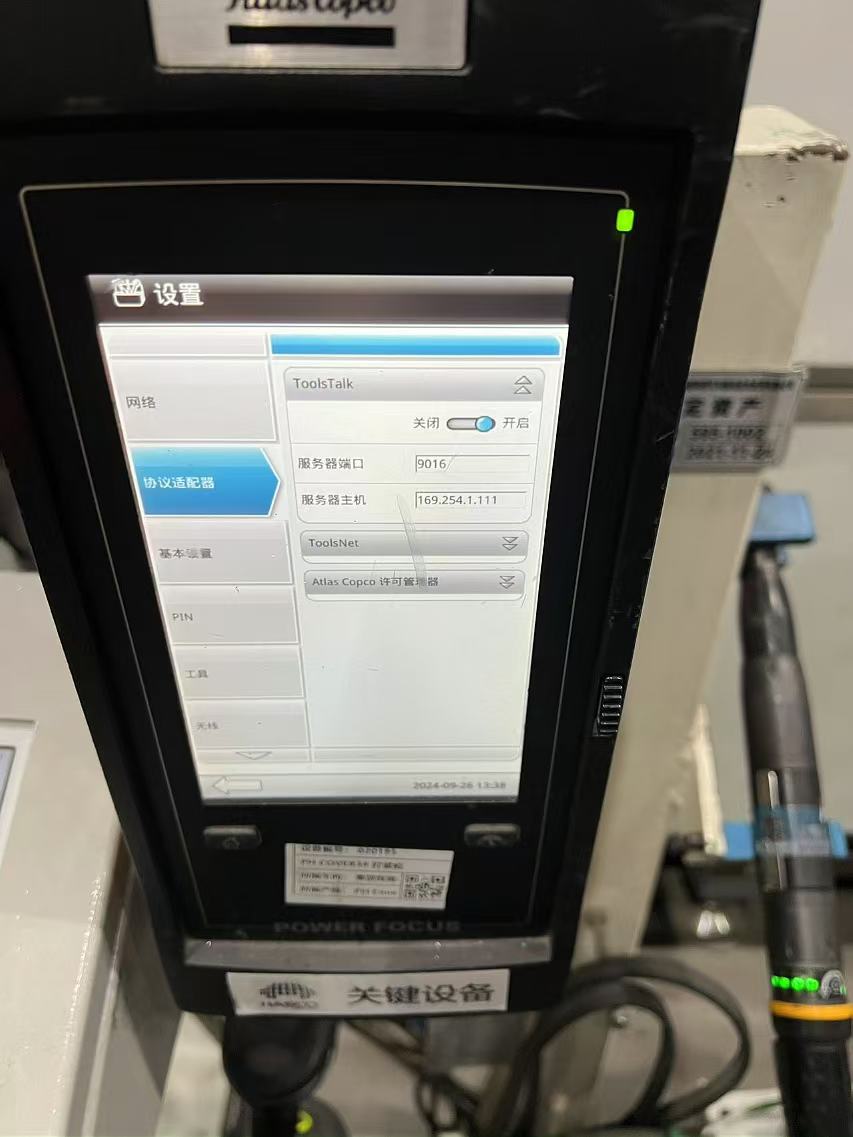 Atlas Copco
设置
网络
协议适配器
基本设置
PIN
工具
无线
ToolsTalk
关闭 开启
服务器端口 9016
服务器主机 169.254.1.111
ToolsNet
Atlas Copco 许可管理器
2024-09-26 13:38
定资产
设备编号:
POWER FOCUS
关键设备